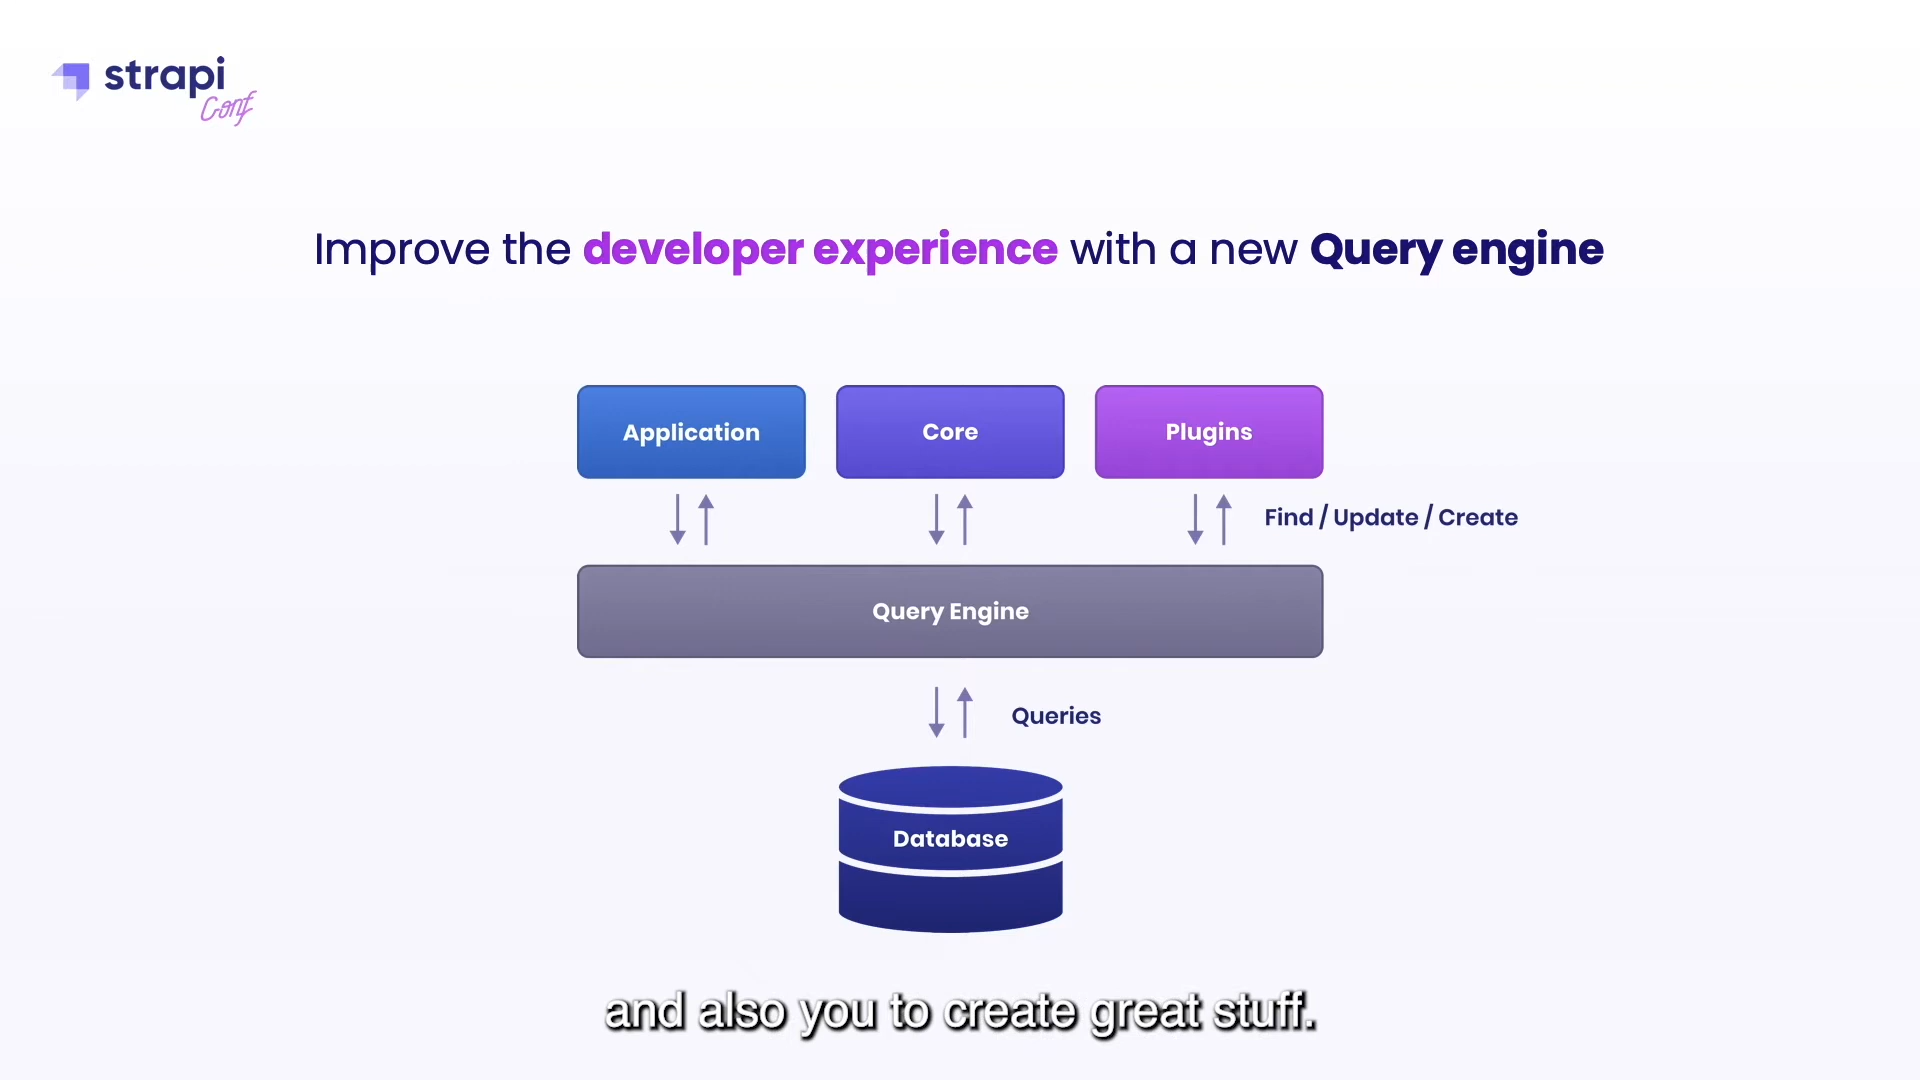 strapi
Conf
Improve the developer experience with a new Query engine
Application
Core
Plugins
Find / Update / Create
Query Engine
Queries
Database
and also you to create great stuff.